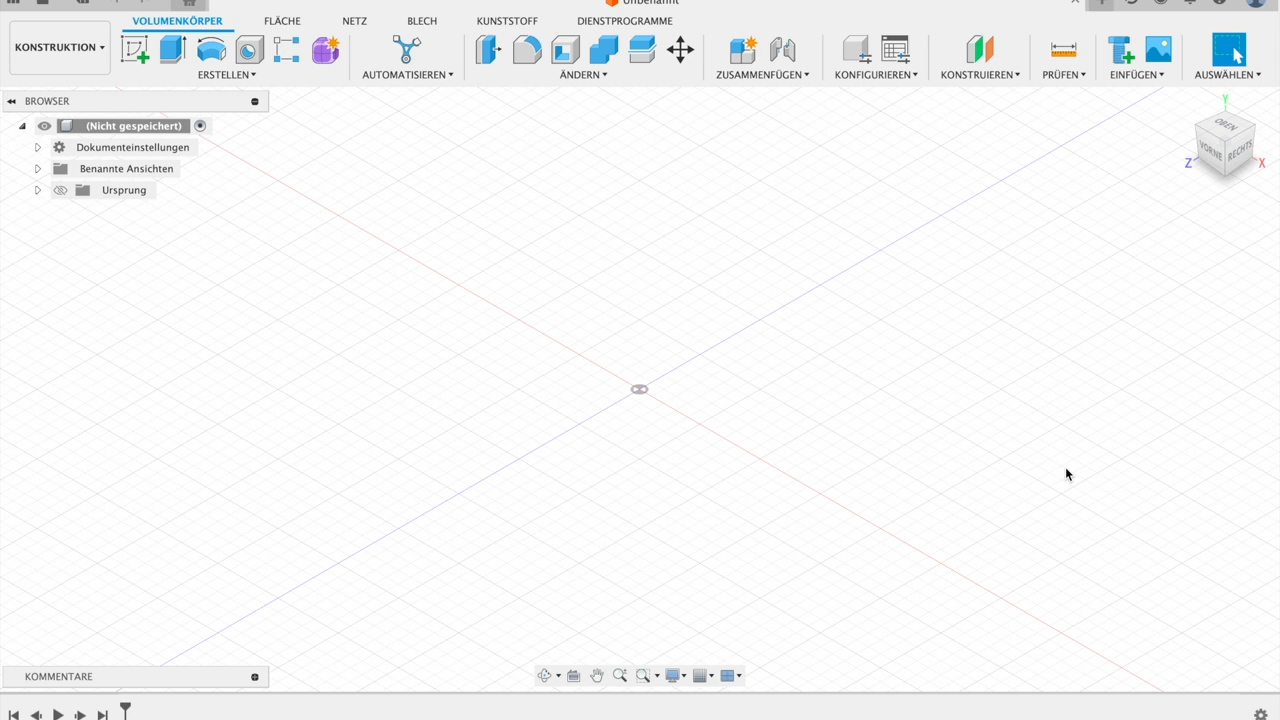 Unbenannt
VOLUMENKÖRPER FLÄCHE NETZ BLECH KUNSTSTOFF DIENSTPROGRAMME
KONSTRUKTION
ERSTELLEN AUTOMATISIEREN ÄNDERN ZUSAMMENFÜGEN KONFIGURIEREN KONSTRUIEREN PRÜFEN EINFÜGEN AUSWÄHLEN
BROWSER
(Nicht gespeichert)
Dokumenteinstellungen
Benannte Ansichten
Ursprung
Y
OBEN
VORNE RECHTS
Z X
KOMMENTARE